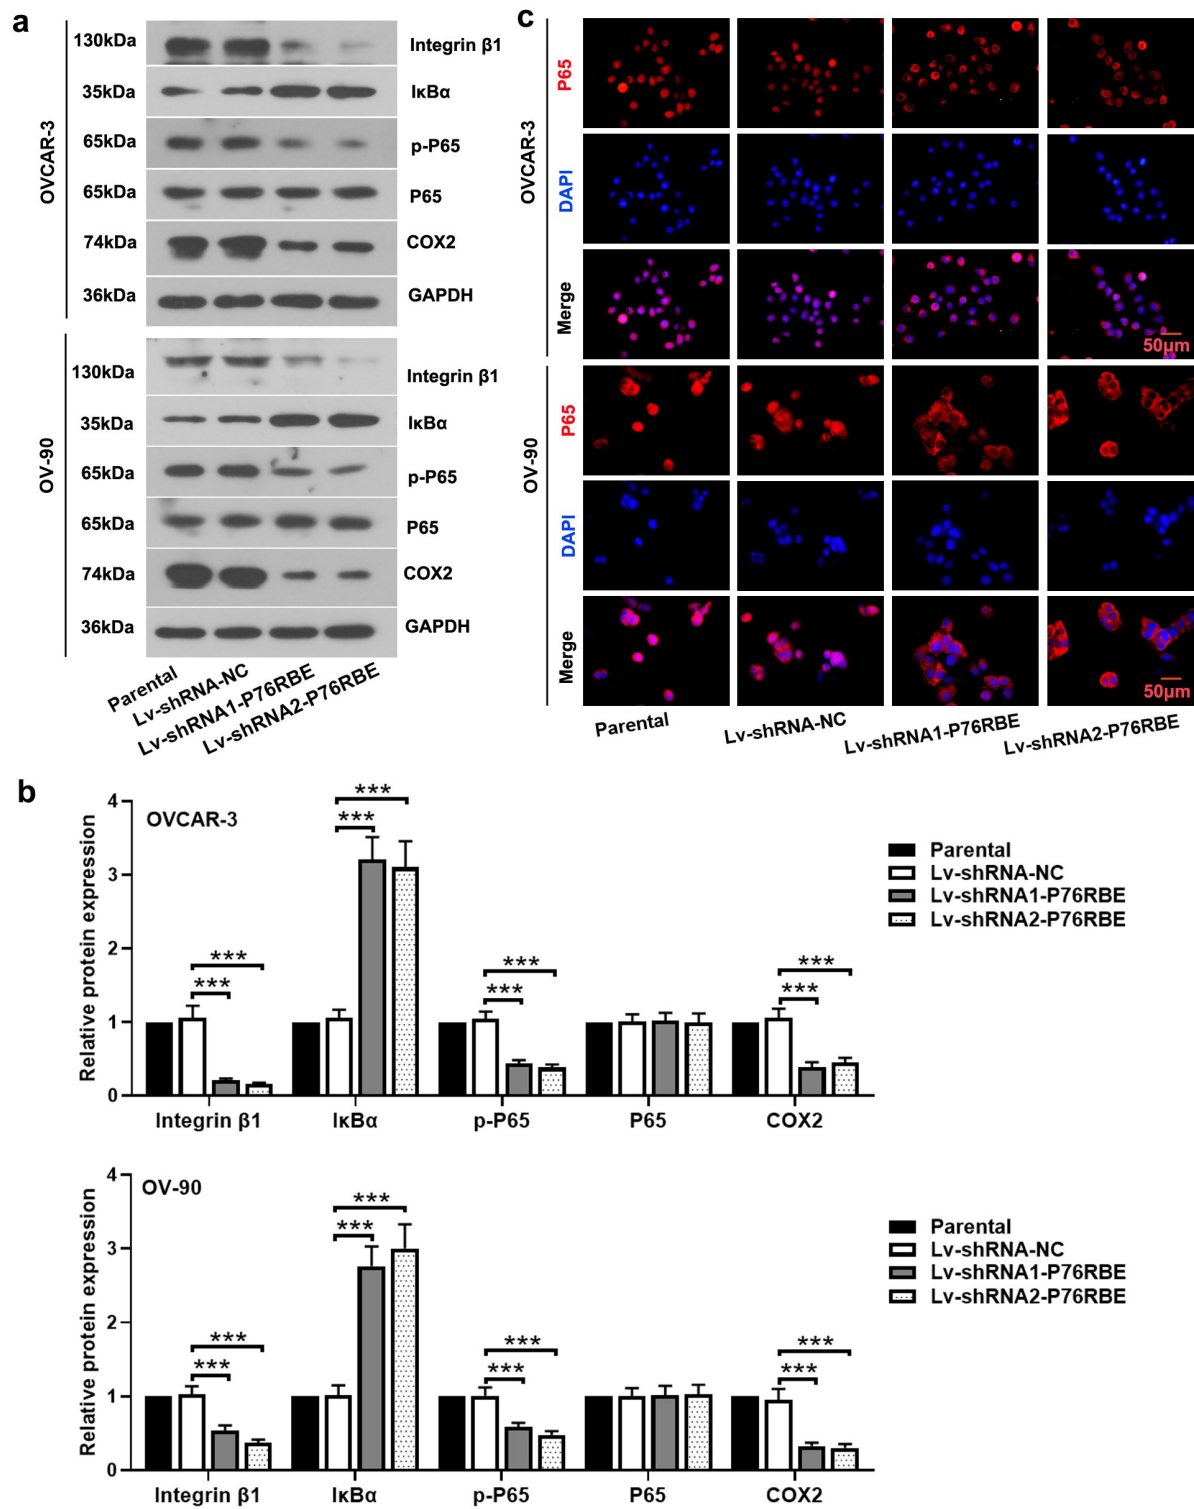 a
130kDa
Integrin β1
35kDa
IκBα
65kDa
p-P65
65kDa
P65
74kDa
COX2
36kDa
GAPDH
OVCAR-3
130kDa
Integrin β1
35kDa
IκBα
65kDa
p-P65
65kDa
P65
74kDa
COX2
36kDa
GAPDH
OV-90
Parental
Lv-shRNA-NC
Lv-shRNA1-P76RBE
Lv-shRNA2-P76RBE
c
OVCAR-3
P65
DAPI
Merge
50μm
OV-90
P65
DAPI
Merge
50μm
Parental
Lv-shRNA-NC
Lv-shRNA1-P76RBE
Lv-shRNA2-P76RBE
b
OVCAR-3
Relative protein expression
4
3
2
1
0
*** ***
*** ***
*** ***
*** ***
Integrin β1 IκBα p-P65 P65 COX2
Parental
Lv-shRNA-NC
Lv-shRNA1-P76RBE
Lv-shRNA2-P76RBE
OV-90
Relative protein expression
4
3
2
1
0
*** ***
*** ***
*** ***
*** ***
Integrin β1 IκBα p-P65 P65 COX2
Parental
Lv-shRNA-NC
Lv-shRNA1-P76RBE
Lv-shRNA2-P76RBE